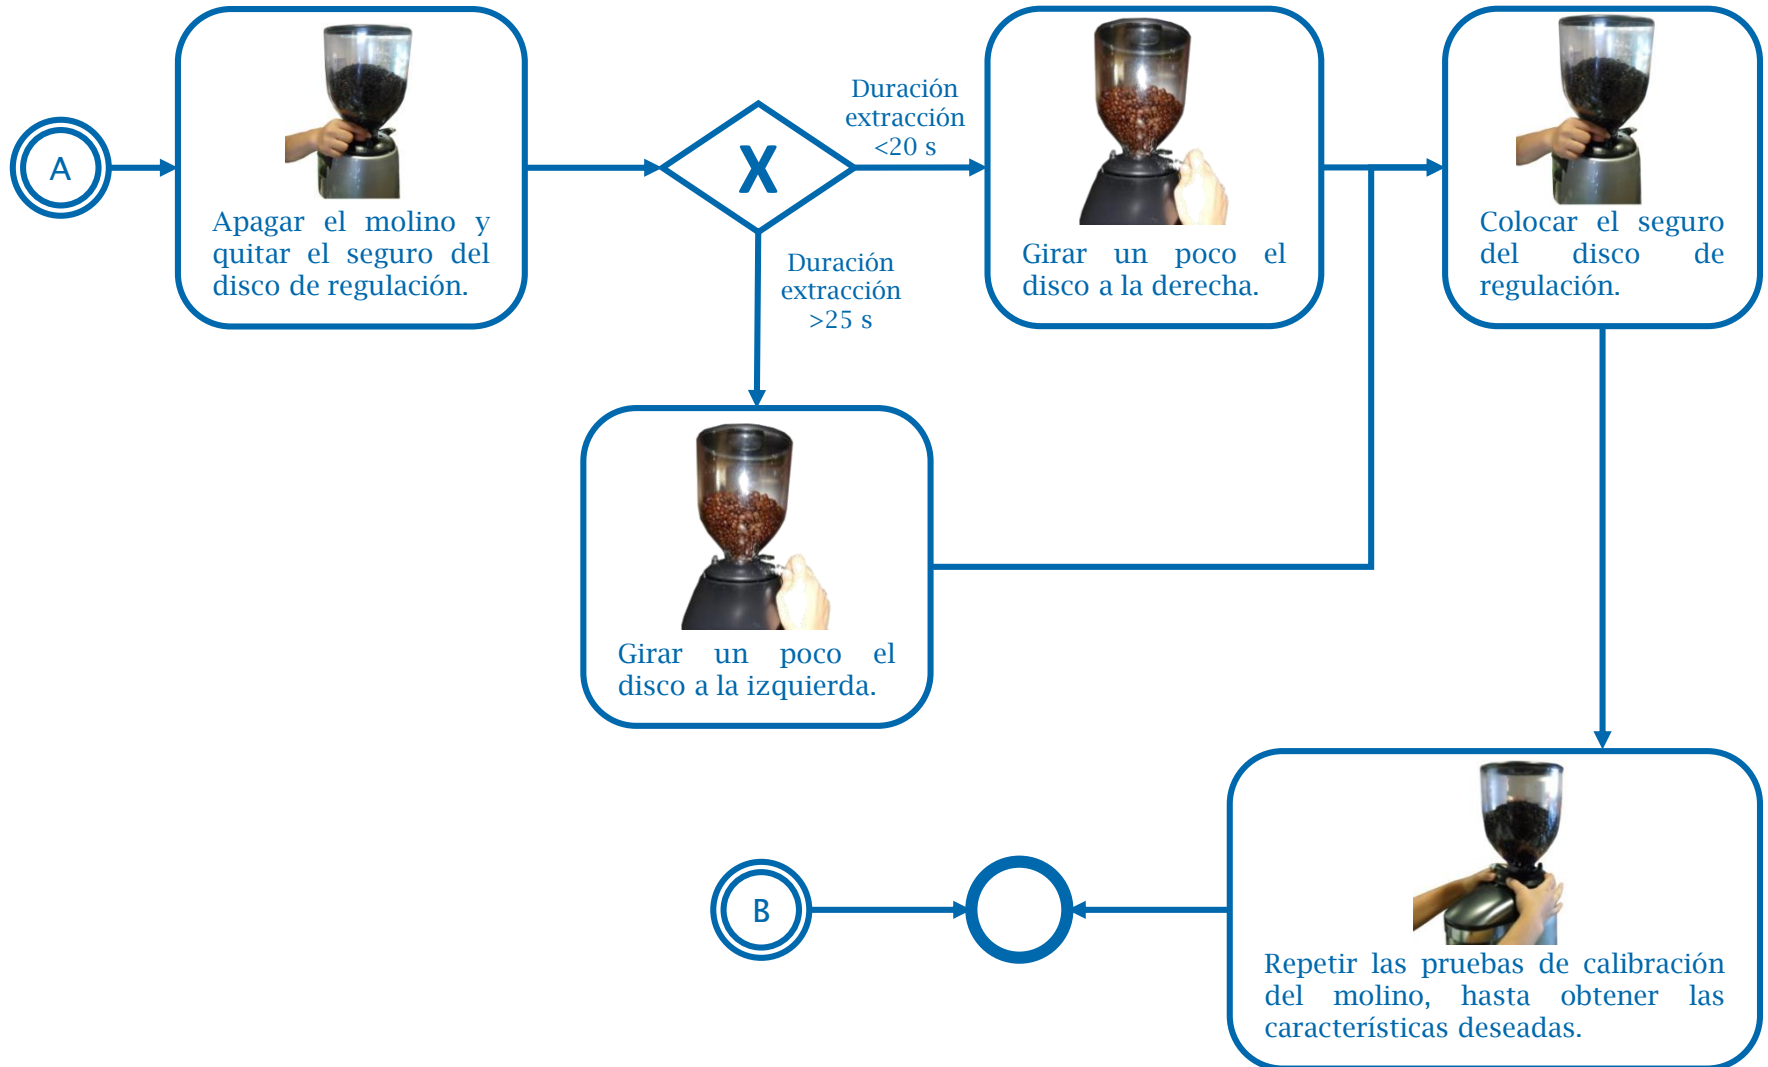 A
Apagar el molino y
quitar el seguro del
disco de regulación.
X
Duración
extracción
<20 s
Girar un poco el
disco a la derecha.
Colocar el seguro
del disco de
regulación.
Duración
extracción
>25 s
Girar un poco el
disco a la izquierda.
B
Repetir las pruebas de calibración
del molino, hasta obtener las
características deseadas.